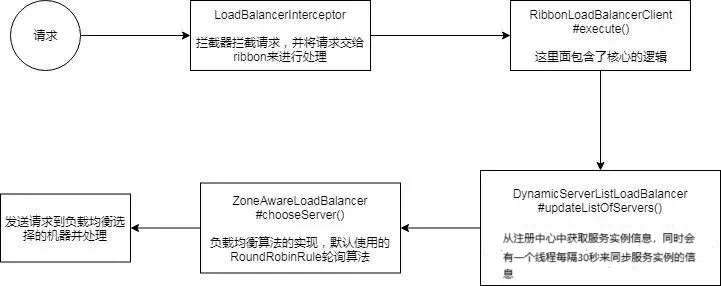 请求
LoadBalancerInterceptor
拦截器拦截请求，并将请求交给
ribbon来进行处理
RibbonLoadBalancerClient
#execute()
这里面包含了核心的逻辑
DynamicServerListLoadBalancer
#updateListOfServers()
从注册中心中获取服务实例信息，同时会
有一个线程每隔30秒来同步服务实例的信
息
ZoneAwareLoadBalancer
#chooseServer()
负载均衡算法的实现，默认使用的
RoundRobinRule轮询算法
发送请求到负载均衡选
择的机器并处理